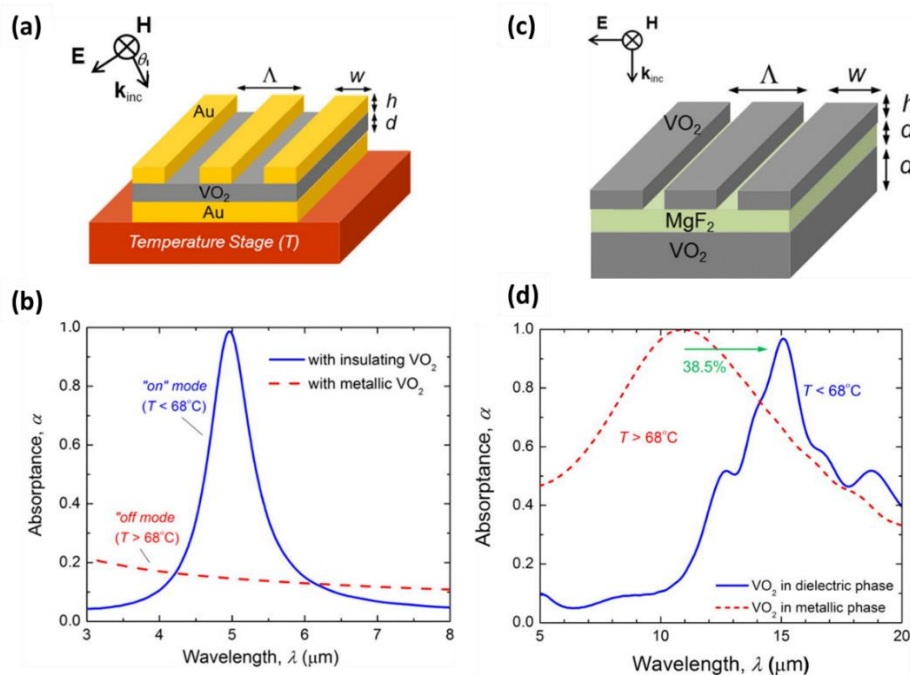 (a)
H
E
θ
k inc
Λ
w
h
d
Au
VO₂
Au
Temperature Stage (T)
(c)
H
E
k inc
Λ
w
h
d
d
VO₂
MgF₂
VO₂
(b)
Absorptance, α
1.0
0.8
0.6
0.4
0.2
0.0
with insulating VO₂
with metallic VO₂
"on" mode
(T < 68°C)
"off mode
(T > 68°C)
3 4 5 6 7 8
Wavelength, λ (μm)
(d)
Absorptance, α
1.0
0.8
0.6
0.4
0.2
0.0
38.5%
T < 68°C
T > 68°C
VO₂ in dielectric phase
VO₂ in metallic phase
5 10 15 20
Wavelength, λ (μm)